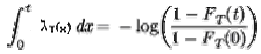 ∫₀ᵗ λ_T(x) dx = − log((1 − F_T(t)) / (1 − F_T(0)))